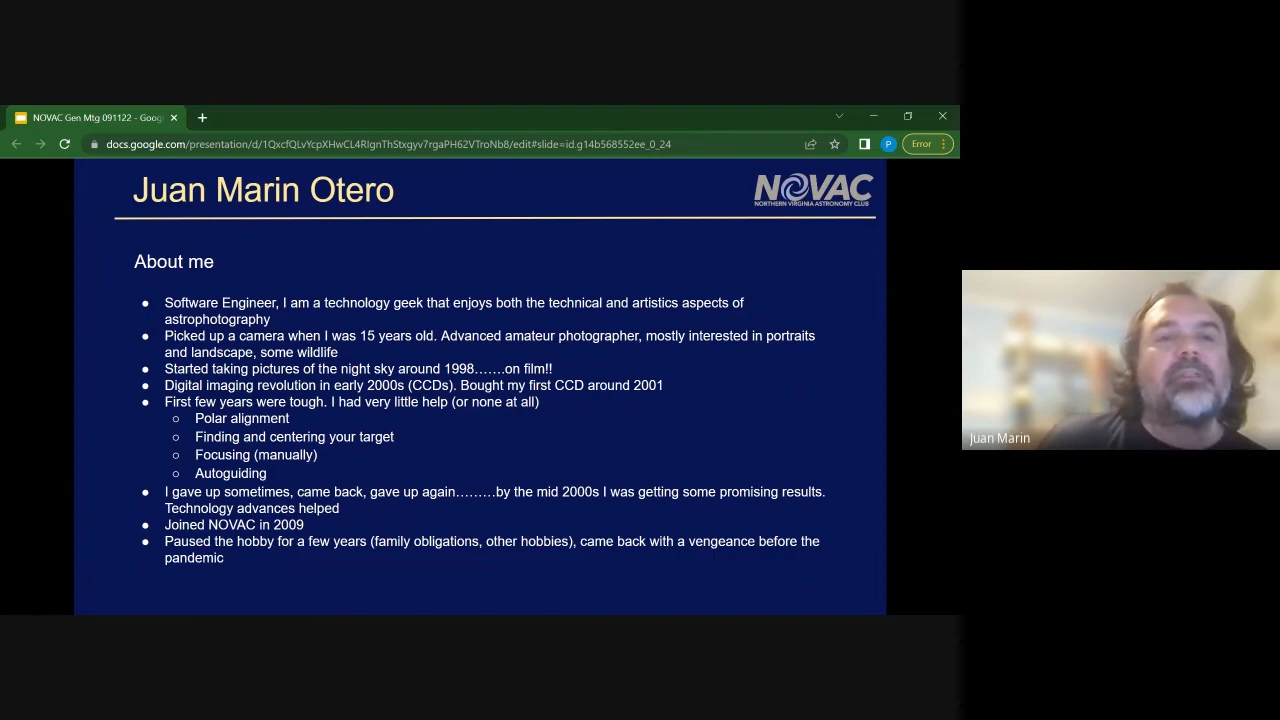 NOVAC Gen Mtg 091122 - Goog
docs.google.com/presentation/d/1QxcfQLvYcpXHwCL4RIgnThStxgyv7rgaPH62VTroNb8/edit#slide=id.g14b568552ee_0_24
P
Error
Juan Marin Otero
NOVAC
NORTHERN VIRGINIA ASTRONOMY CLUB
About me
● Software Engineer, I am a technology geek that enjoys both the technical and artistics aspects of
astrophotography
● Picked up a camera when I was 15 years old. Advanced amateur photographer, mostly interested in portraits
and landscape, some wildlife
● Started taking pictures of the night sky around 1998…….on film!!
● Digital imaging revolution in early 2000s (CCDs). Bought my first CCD around 2001
● First few years were tough. I had very little help (or none at all)
○ Polar alignment
○ Finding and centering your target
○ Focusing (manually)
○ Autoguiding
● I gave up sometimes, came back, gave up again………by the mid 2000s I was getting some promising results.
Technology advances helped
● Joined NOVAC in 2009
● Paused the hobby for a few years (family obligations, other hobbies), came back with a vengeance before the
pandemic
Juan Marin